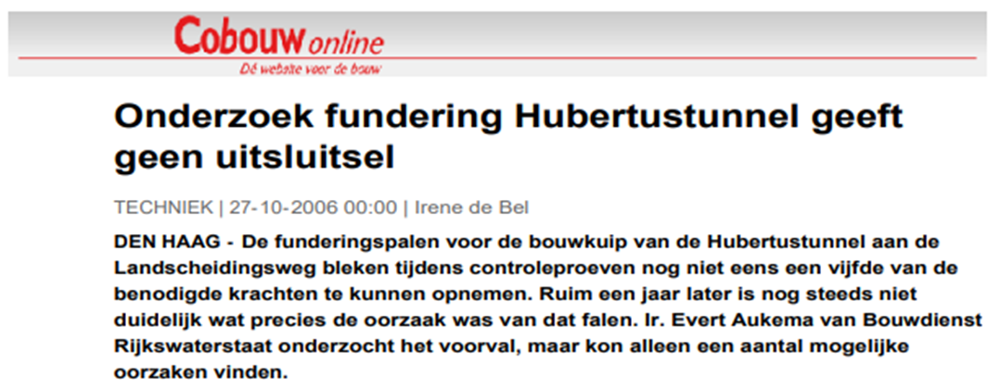 Cobouw online
Dé website voor de bouw
Onderzoek fundering Hubertustunnel geeft
geen uitsluitsel
TECHNIEK | 27-10-2006 00:00 | Irene de Bel
DEN HAAG - De funderingspalen voor de bouwkuip van de Hubertustunnel aan de
Landscheidingsweg bleken tijdens controleproeven nog niet eens een vijfde van de
benodigde krachten te kunnen opnemen. Ruim een jaar later is nog steeds niet
duidelijk wat precies de oorzaak was van dat falen. Ir. Evert Aukema van Bouwdienst
Rijkswaterstaat onderzocht het voorval, maar kon alleen een aantal mogelijke
oorzaken vinden.